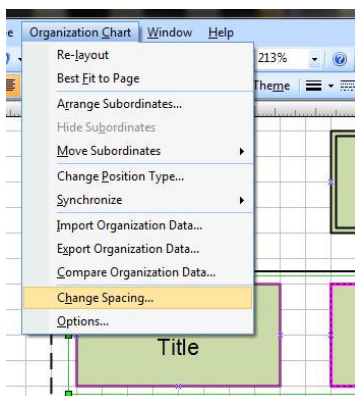 Organization Chart Window Help
Re-layout
213%
Best Fit to Page
Theme
Arrange Subordinates...
Hide Subordinates
Move Subordinates
Change Position Type...
Synchronize
Import Organization Data...
Export Organization Data...
Compare Organization Data...
Change Spacing...
Options...
Title